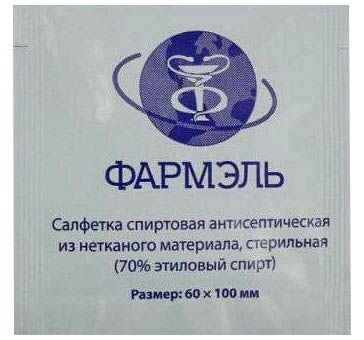 ФАРМЭЛЬ
Салфетка спиртовая антисептическая
из нетканого материала, стерильная
(70% этиловый спирт)
Размер: 60 × 100 мм